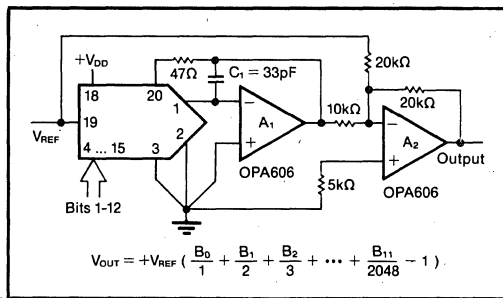 +VDD
18
20
47Ω
C1 = 33pF
20kΩ
20kΩ
19
VREF
4 ... 15
1
2
3
−
A1
+
OPA606
10kΩ
−
A2
+
OPA606
Output
5kΩ
Bits 1-12
VOUT = +VREF ( B0/1 + B1/2 + B2/3 + ••• + B11/2048 − 1 )